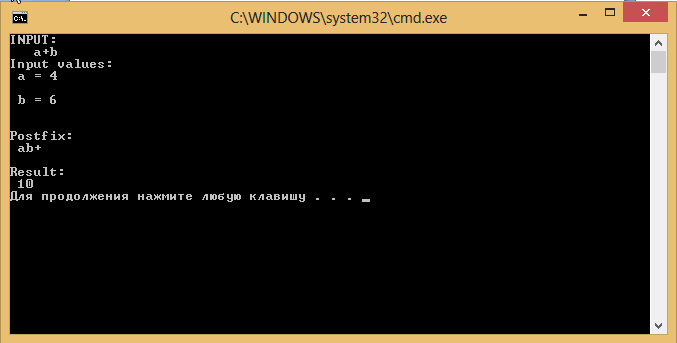 C:\WINDOWS\system32\cmd.exe
INPUT:
a+b
Input values:
a = 4
b = 6
Postfix:
ab+
Result:
10
Для продолжения нажмите любую клавишу . . .